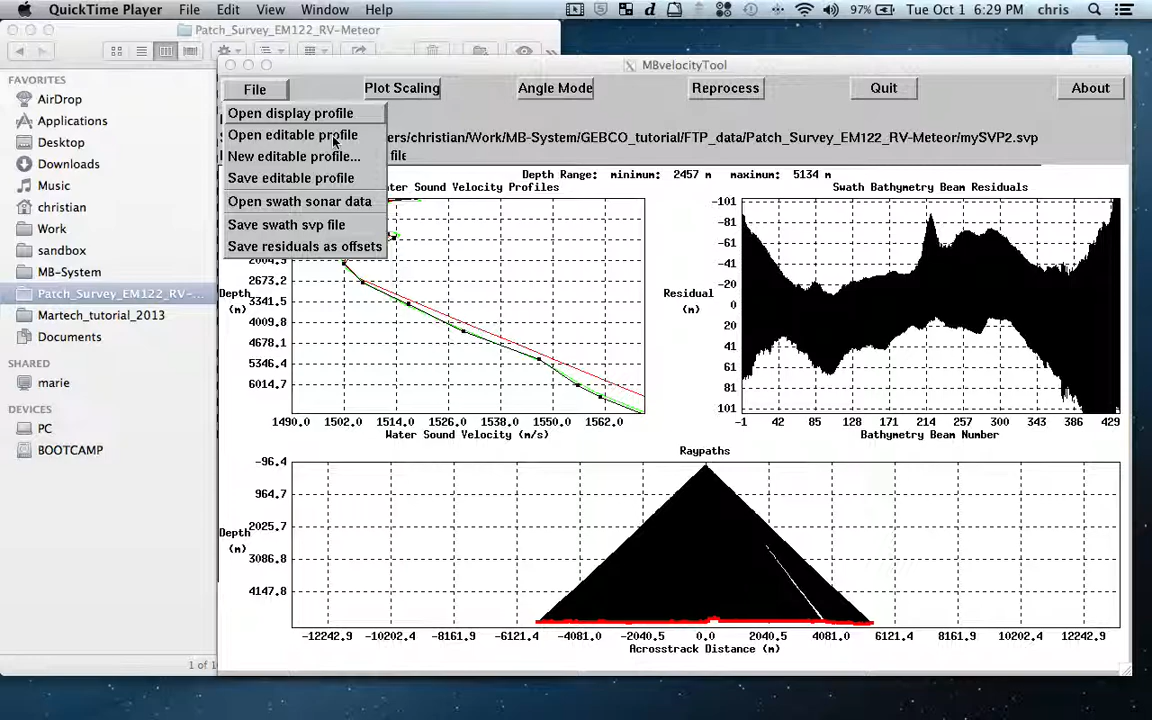 QuickTime Player File Edit View Window Help 97% Tue Oct 1 6:29 PM chris
Patch_Survey_EM122_RV-Meteor
FAVORITES
AirDrop
Applications
Desktop
Downloads
Music
christian
Work
sandbox
MB-System
Patch_Survey_EM122_RV-...
Martech_tutorial_2013
Documents
SHARED
marie
DEVICES
PC
BOOTCAMP
1 of 1
MBvelocityTool
File Plot Scaling Angle Mode Reprocess Quit About
Open display profile
Open editable profile
New editable profile...
Save editable profile
Open swath sonar data
Save swath svp file
Save residuals as offsets
ers/christian/Work/MB-System/GEBCO_tutorial/FTP_data/Patch_Survey_EM122_RV-Meteor/mySVP2.svp
file
Depth Range: minimum: 2457 m maximum: 5134 m
ter Sound Velocity Profiles
2004.9
2673.2
3341.5
4009.8
4678.1
5346.4
6014.7
Depth
(m)
1490.0 1502.0 1514.0 1526.0 1538.0 1550.0 1562.0
Water Sound Velocity (m/s)
Swath Bathymetry Beam Residuals
-101
-81
-61
-41
-20
0
20
41
61
81
101
Residual
(m)
-1 42 85 128 171 214 257 300 343 386 429
Bathymetry Beam Number
Raypaths
-96.4
964.7
2025.7
3086.8
4147.8
Depth
(m)
-12242.9 -10202.4 -8161.9 -6121.4 -4081.0 -2040.5 0.0 2040.5 4081.0 6121.4 8161.9 10202.4 12242.9
Acrosstrack Distance (m)